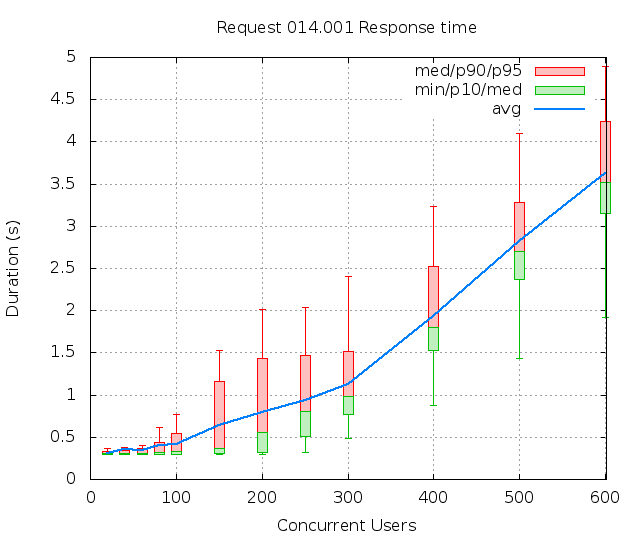 Request 014.001 Response time
med/p90/p95
min/p10/med
avg
Duration (s)
5
4.5
4
3.5
3
2.5
2
1.5
1
0.5
0
0 100 200 300 400 500 600
Concurrent Users